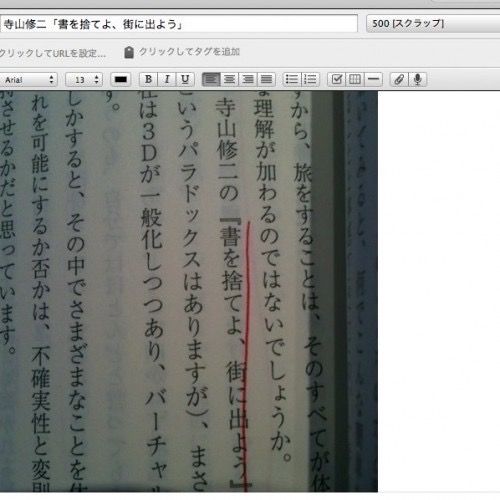 寺山修二「書を捨てよ、街に出よう」
500 [スクラップ]
クリックしてURLを設定...
クリックしてタグを追加
Arial
13
B I U
すから、旅をすることは、そのすべてが体
理解が加わるのではないでしょうか。
寺山修二の『書を捨てよ、街に出よう』
というパラドックスはありますが）、まさ
在は３Ｄが一般化しつつあり、バーチャル
しかすると、その中でさまざまなことを体
れを可能にするか否かは、不確実性と変則
させるかだと思っています。